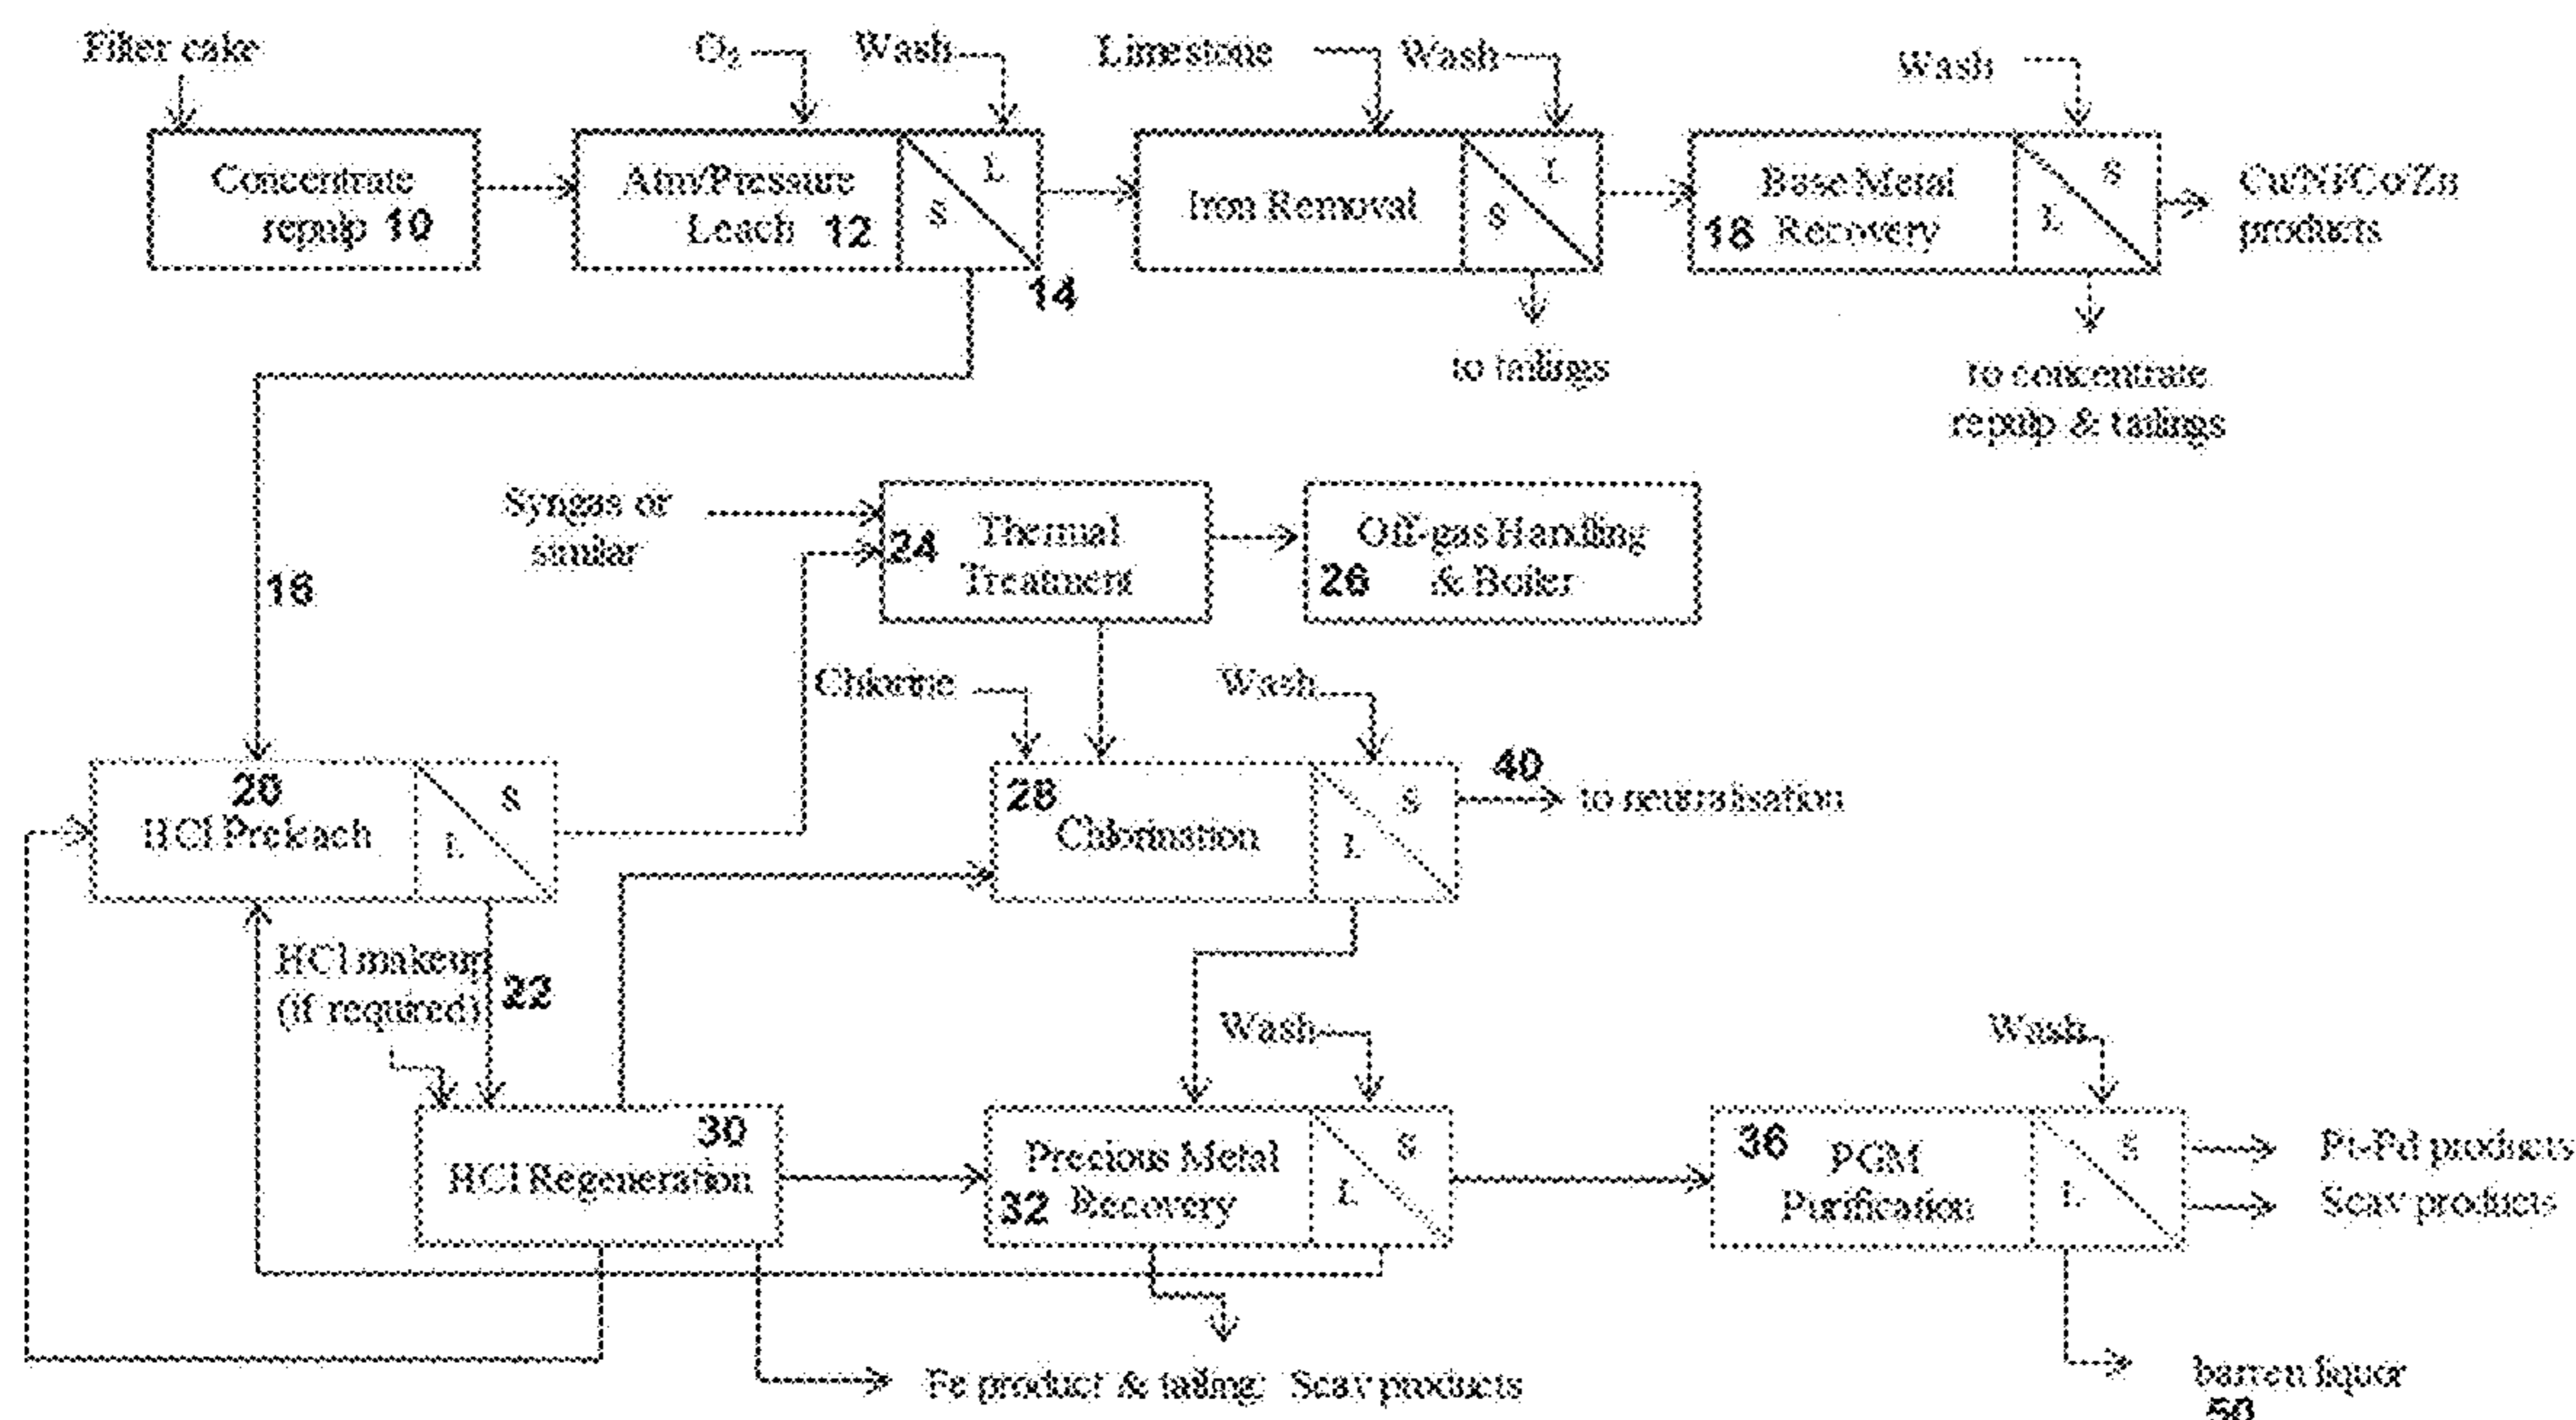 Filter cake
O₂
Wash
Limestone
Wash
Wash
Concentrate
repulp 10
Atm/Pressure
Leach 12
L
S
14
Iron Removal
L
S
Base Metal
18 Recovery
S
L
Cu/Ni/Co/Zn
products
to tailings
to concentrate
repulp & tailings
Syngas or
similar
24
Thermal
Treatment
Off-gas Handling
26 & Boiler
16
Chlorine
Wash
20
HCl Preleach
S
L
28
Chlorination
S
L
40
to neutralisation
HCl makeup
(if required)
22
Wash
Wash
30
HCl Regeneration
Precious Metal
32 Recovery
S
L
36 PGM
Purification
S
L
Pt-Pd products
Scav products
Fe product & tailing
Scav products
barren liquor
50